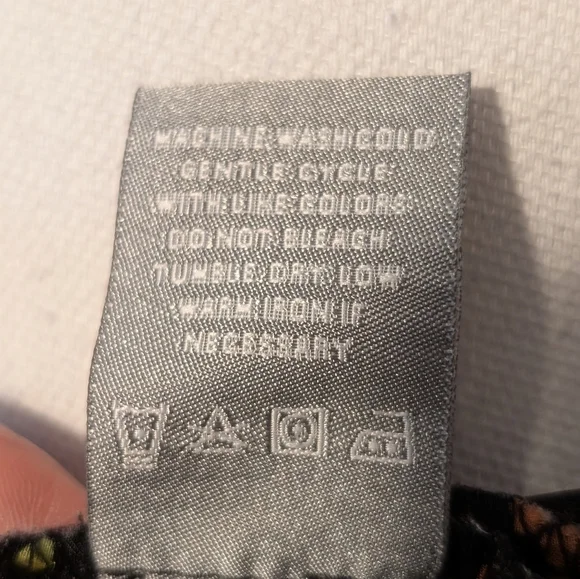 MACHINE WASH COLD
GENTLE CYCLE
WITH LIKE COLORS
DO NOT BLEACH
TUMBLE DRY LOW
WARM IRON IF
NECESSARY